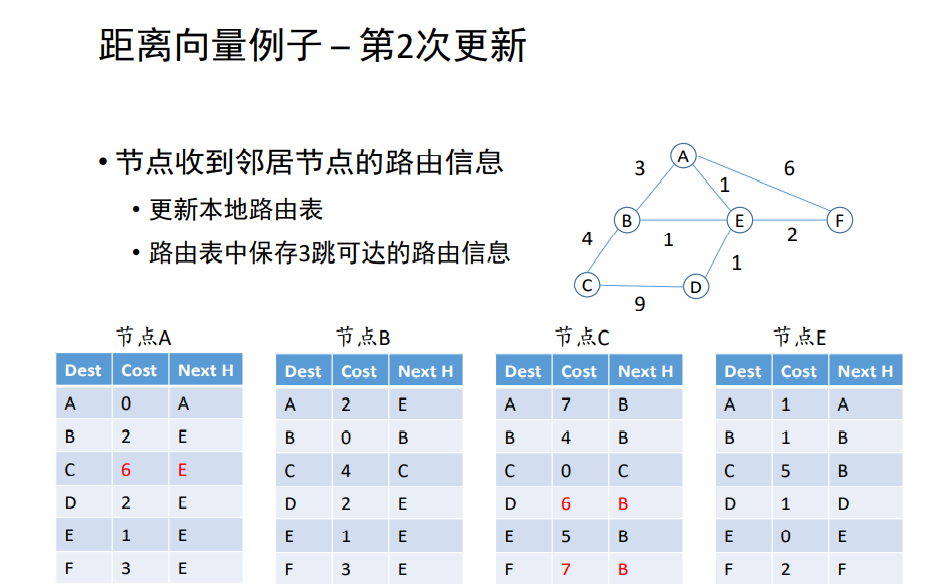 距离向量例子 – 第2次更新
• 节点收到邻居节点的路由信息
• 更新本地路由表
• 路由表中保存3跳可达的路由信息
A
3 6
1
B E F
4 1 2
1
C D
9
节点A
Dest Cost Next H
A 0 A
B 2 E
C 6 E
D 2 E
E 1 E
F 3 E
节点B
Dest Cost Next H
A 2 E
B 0 B
C 4 C
D 2 E
E 1 E
F 3 E
节点C
Dest Cost Next H
A 7 B
B 4 B
C 0 C
D 6 B
E 5 B
F 7 B
节点E
Dest Cost Next H
A 1 A
B 1 B
C 5 B
D 1 D
E 0 E
F 2 F